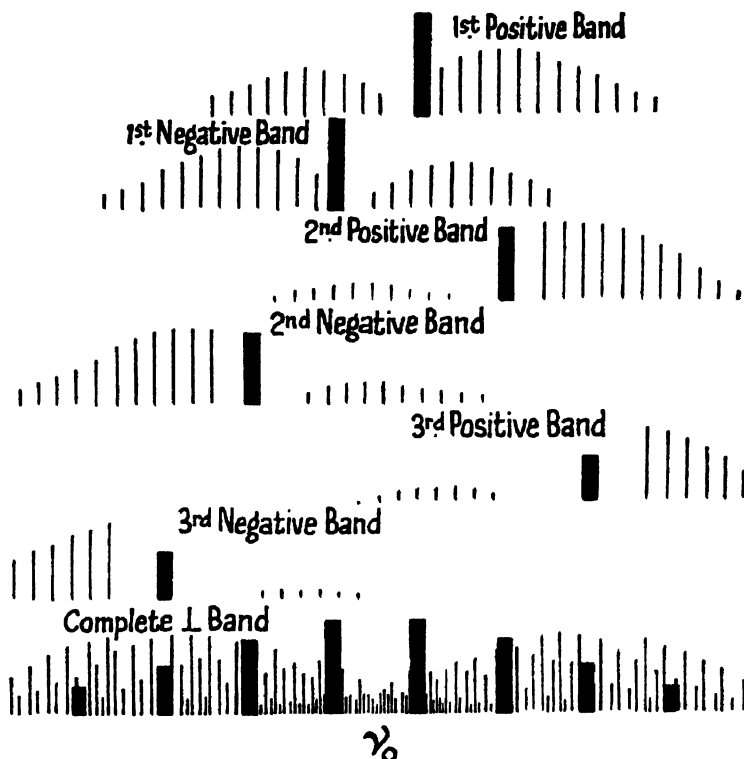 1st Positive Band
1st Negative Band
2nd Positive Band
2nd Negative Band
3rd Positive Band
3rd Negative Band
Complete ⊥ Band
ν₀